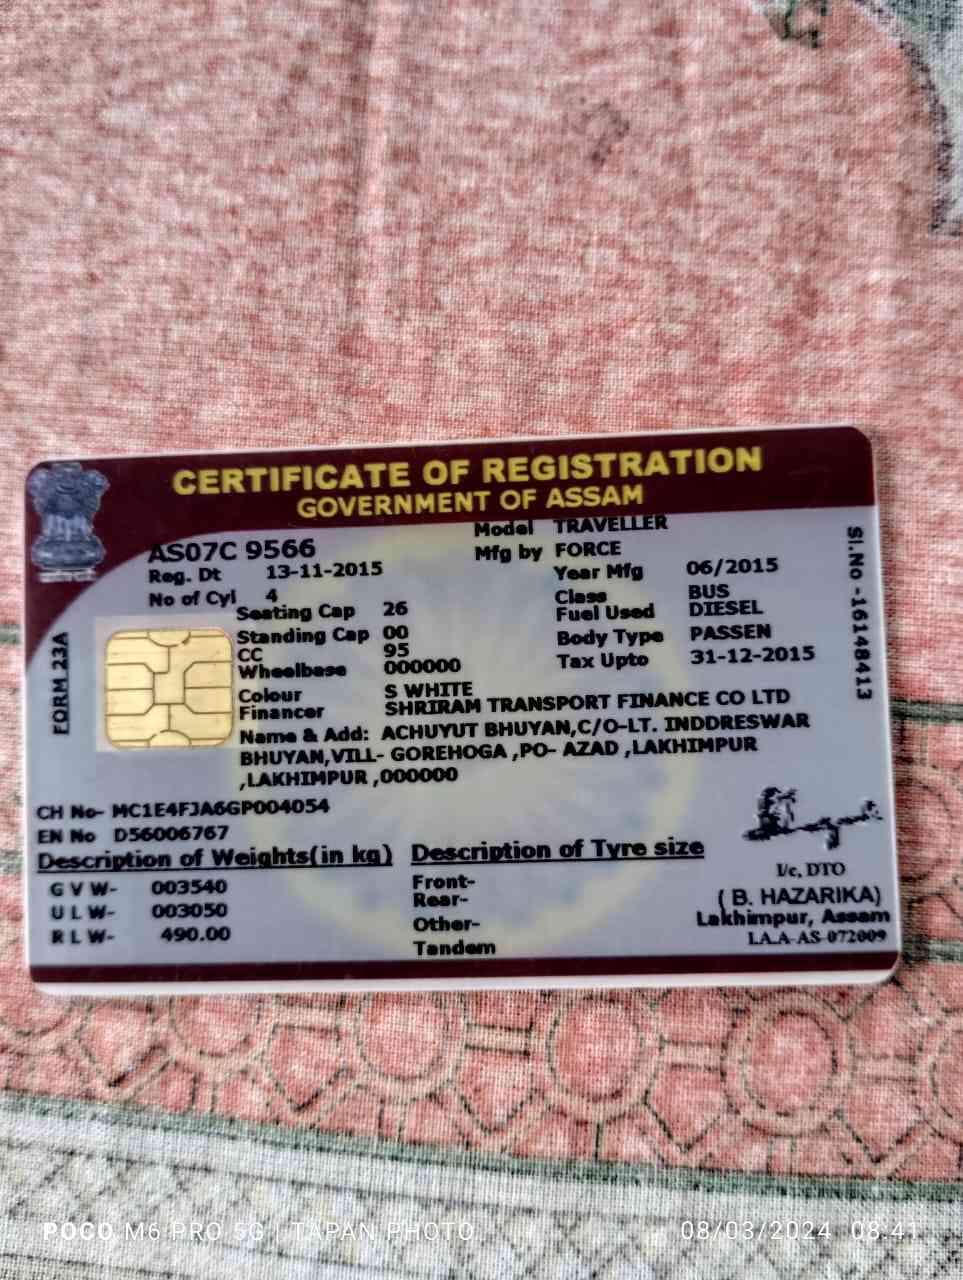 CERTIFICATE OF REGISTRATION
GOVERNMENT OF ASSAM
Model TRAVELLER
AS07C 9566
Mfg by FORCE
Reg. Dt 13-11-2015
Year Mfg 06/2015
No of Cyl 4
Class BUS
Seating Cap 26
Fuel Used DIESEL
Standing Cap 00
Body Type PASSEN
CC 95
Tax Upto 31-12-2015
Wheelbase 000000
Colour S WHITE
Financer SHRIRAM TRANSPORT FINANCE CO LTD
Name & Add: ACHUYUT BHUYAN,C/O-LT. INDDRESWAR
BHUYAN,VILL- GOREHOGA ,PO- AZAD ,LAKHIMPUR
,LAKHIMPUR ,000000
FORM 23A
Sl.No -16148413
CH No- MC1E4FJA6GP004054
EN No D56006767
Description of Weights(in kg)
G V W- 003540
U L W- 003050
R L W- 490.00
Description of Tyre size
Front-
Rear-
Other-
Tandem
I/c, DTO
( B. HAZARIKA)
Lakhimpur, Assam
I.A.A-AS-072009
POCO M6 PRO 5G | TAPAN PHOTO
08/03/2024 08:41